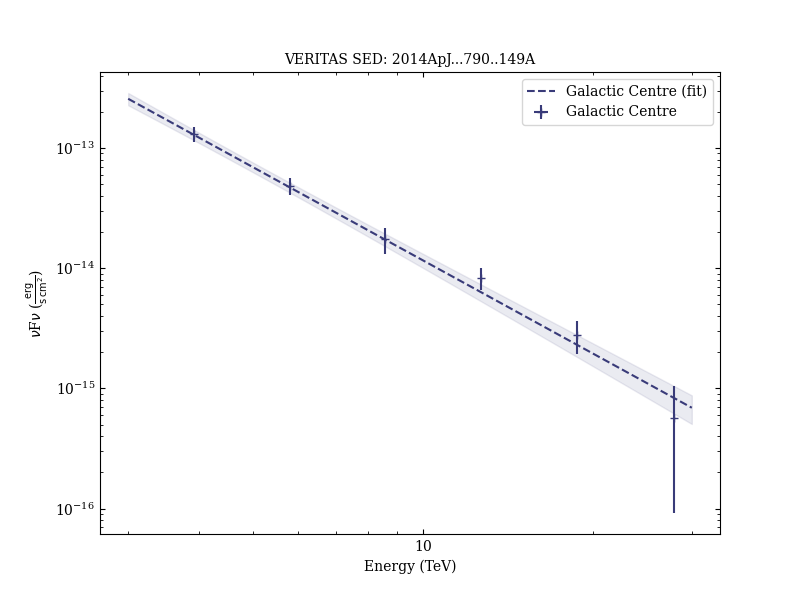 VERITAS SED: 2014ApJ...790..149A
Galactic Centre (fit)
Galactic Centre
10⁻¹³
10⁻¹⁴
10⁻¹⁵
10⁻¹⁶
νFν (erg / s cm²)
10
Energy (TeV)